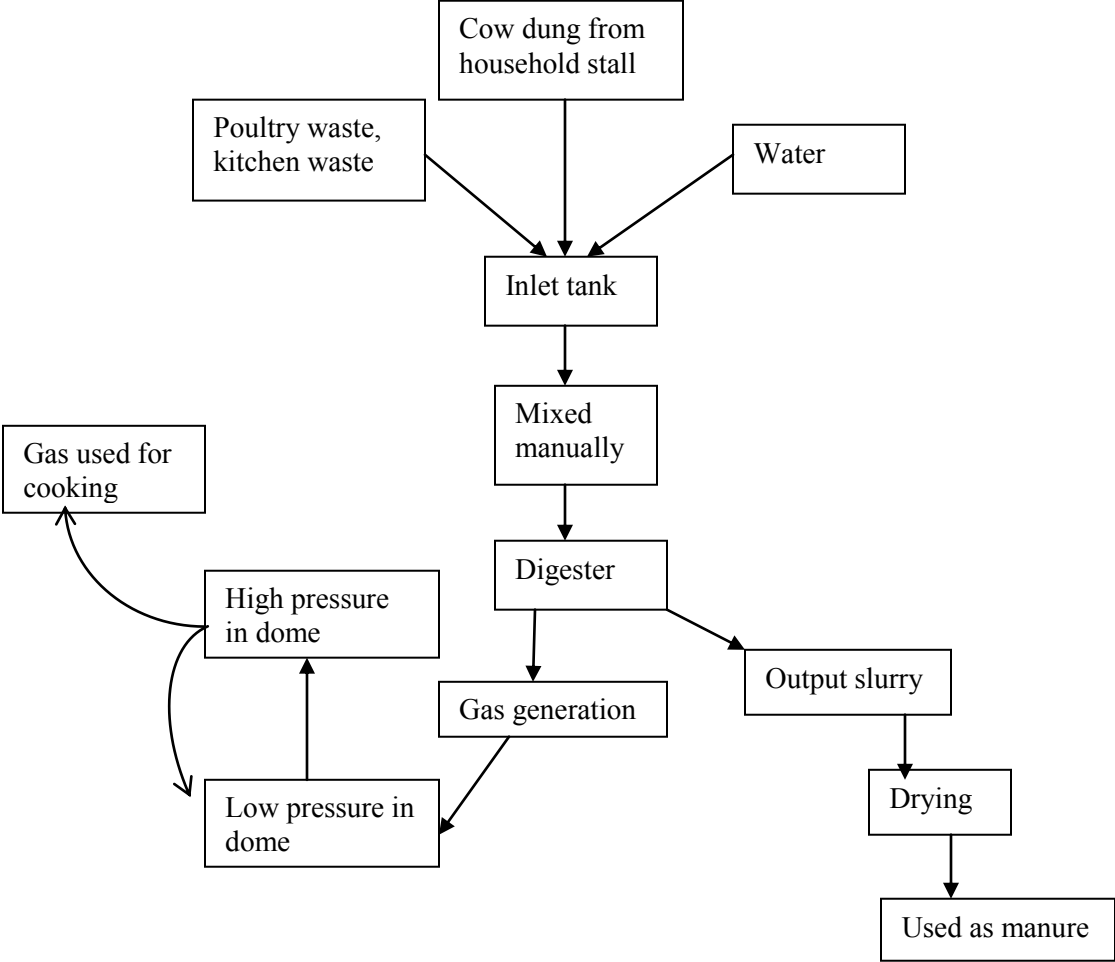 Cow dung from
household stall
Poultry waste,
kitchen waste
Water
Inlet tank
Mixed
manually
Gas used for
cooking
Digester
High pressure
in dome
Output slurry
Gas generation
Low pressure in
dome
Drying
Used as manure